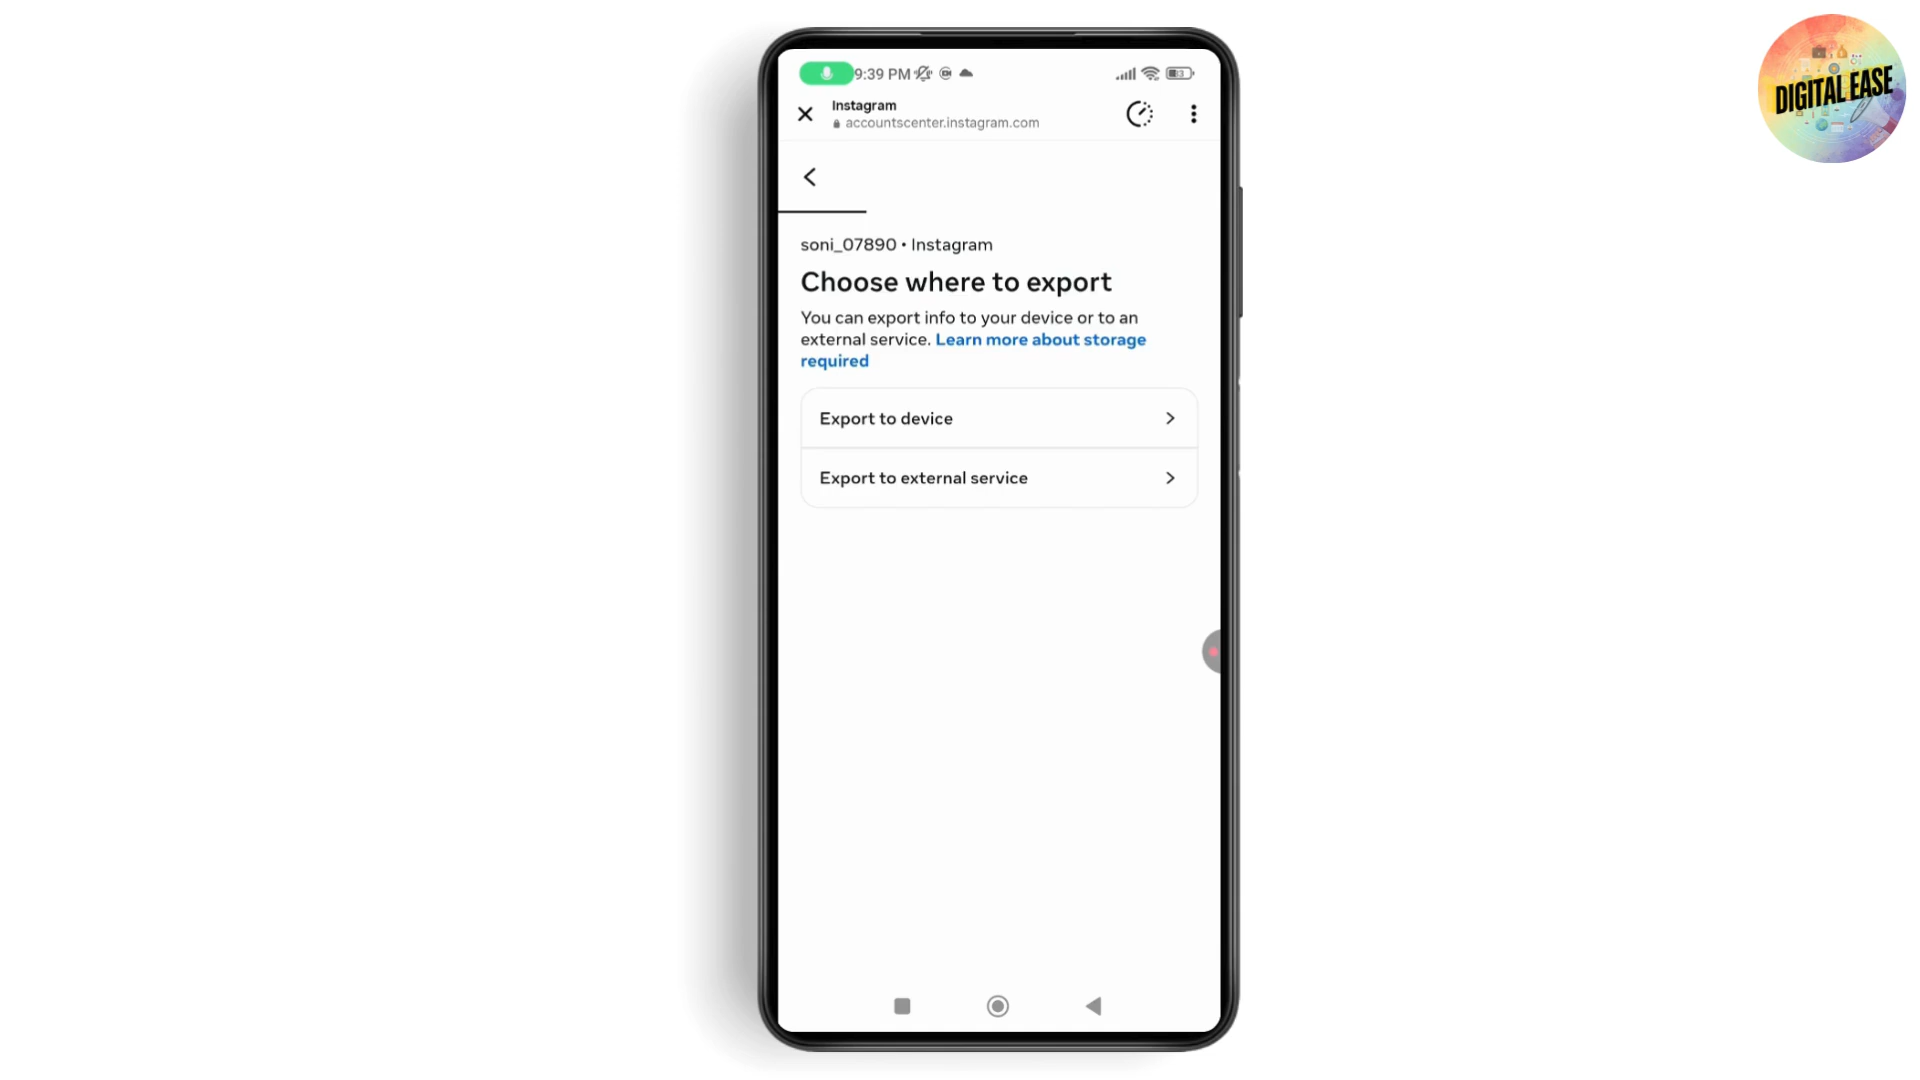 9:39 PM
Instagram
accountscenter.instagram.com
soni_07890 • Instagram
Choose where to export
You can export info to your device or to an
external service. Learn more about storage
required
Export to device
Export to external service
DIGITAL EASE